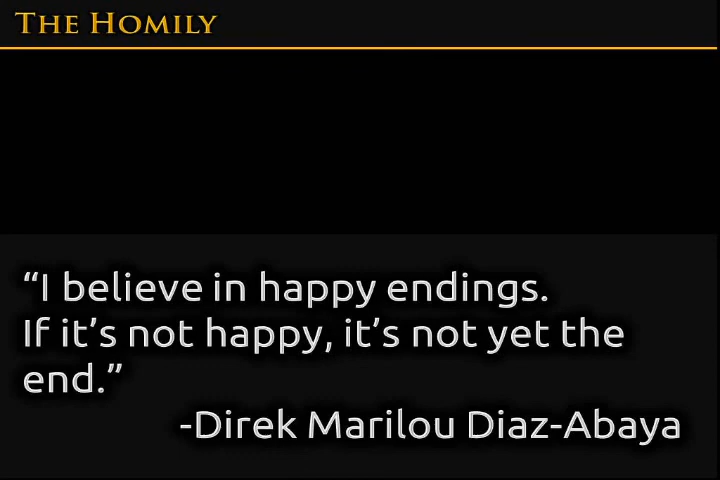 The Homily
“I believe in happy endings.
If it’s not happy, it’s not yet the
end.”
-Direk Marilou Diaz-Abaya